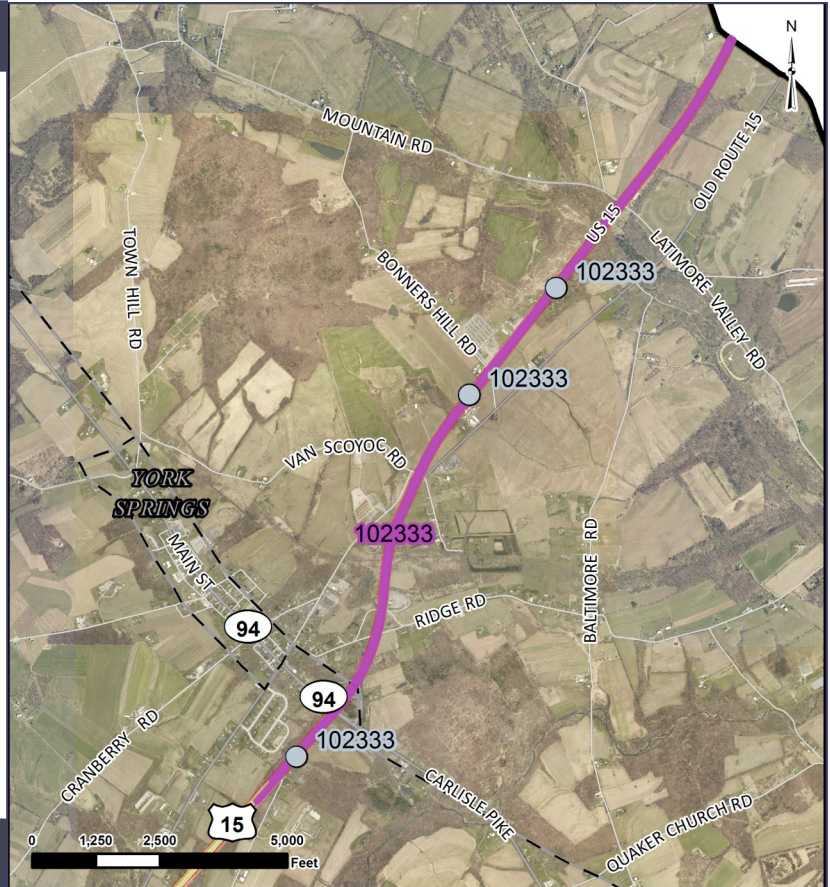 N
MOUNTAIN RD
OLD ROUTE 15
US 15
TOWN HILL RD
BONNERS HILL RD
102333
LATIMORE VALLEY RD
102333
VAN SCOYOC RD
YORK
SPRINGS
102333
BALTIMORE RD
MAIN ST
RIDGE RD
94
94
102333
CRANBERRY RD
CARLISLE PIKE
QUAKER CHURCH RD
15
0 1,250 2,500 5,000
Feet